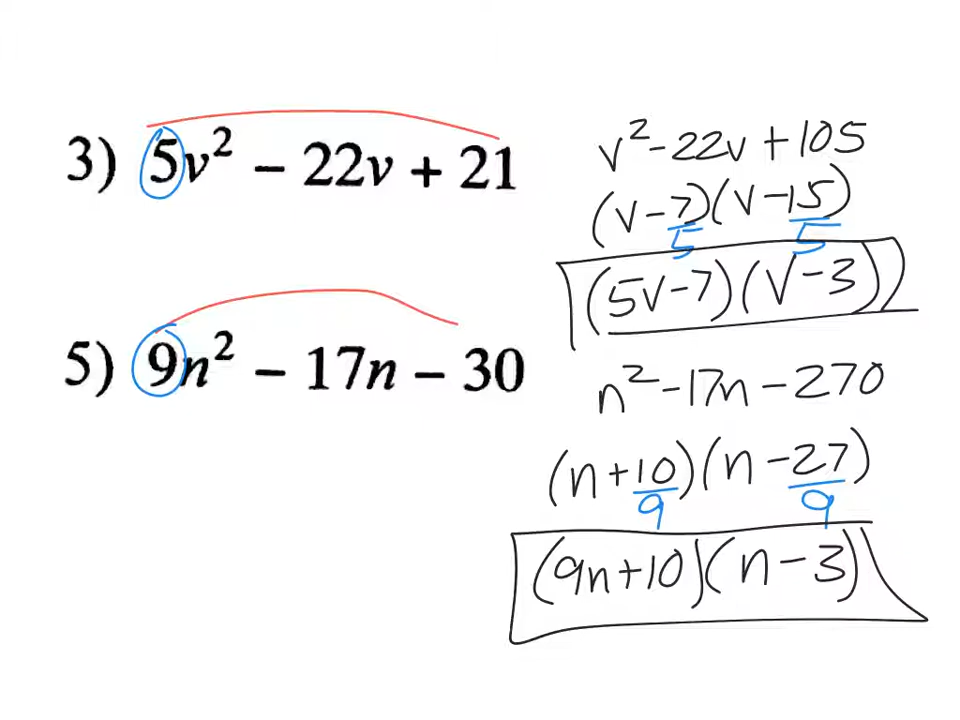 3) 5v² − 22v + 21
v² - 22v + 105
(v - 7/5)(v - 15/5)
(5v - 7)(v - 3)
5) 9n² − 17n − 30
n² - 17n - 270
(n + 10/9)(n - 27/9)
(9n + 10)(n - 3)